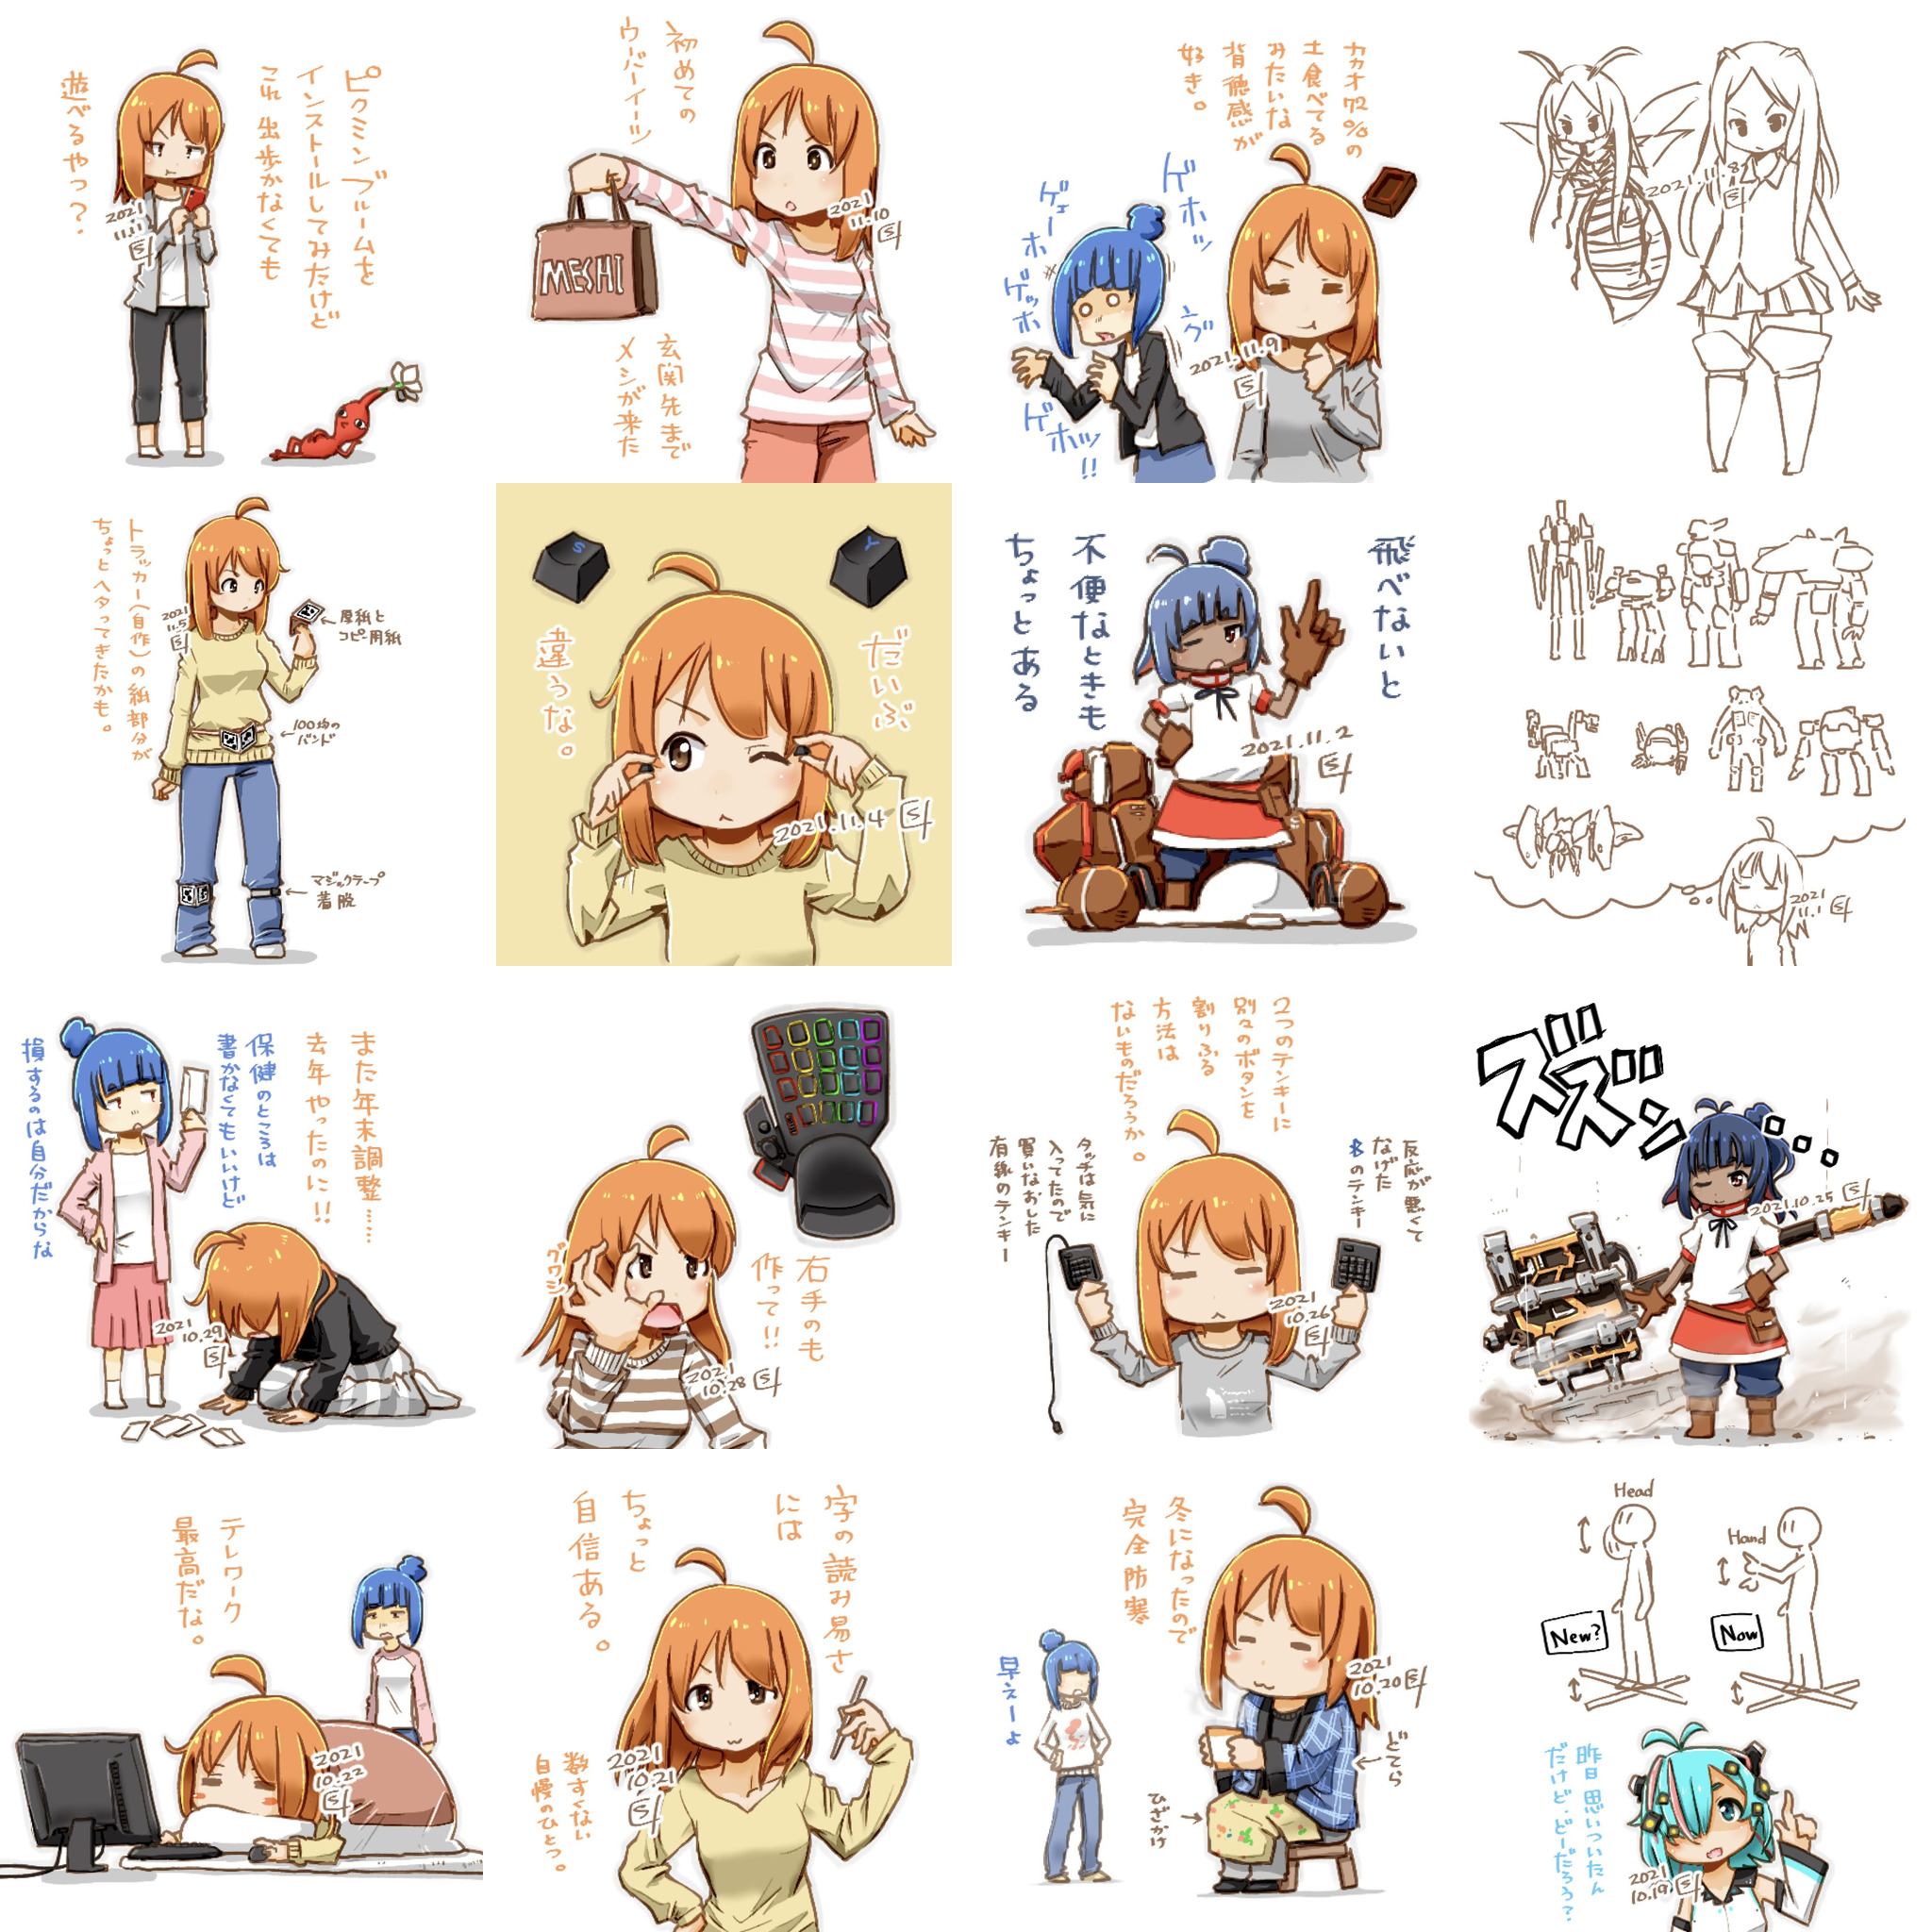 ピクミンブルームを
インストールしてみたけど
これ出歩かなくても
遊べるやつ？
2021
11.11
初めての
ウーバーイーツ
MESHI
玄関先まで
メシが来た
2021
11.10
カカオ72%の
土食べてる
みたいな
背徳感が
好き。
ゲホッ
ゲェーホ
ゲッホ
ヴ
ゲホッ!!
2021.11.9
2021.11.8
トラッカー(自作)の紙部分が
ちょっとヘタってきたかも。
厚紙と
コピー用紙
100均の
バンド
マジックテープ
着脱
2021
11.5
S
Y
だいぶ
違うな。
2021.11.4
飛べないと
不便なときも
ちょっとある
2021.11.2
2021
11.1
また年末調整……
去年やったのに!!
保健のところは
書かなくてもいいけど
損するのは自分だからな
2021
10.29
右手のも
作って!!
グワシ
2021
10.28
2つのテンキーに
別々のボタンを
割りふる
方法は
ないものだろうか。
反応が悪くて
なげた
のテンキー
タッチは気に
入ってたので
買いなおした
有線のテンキー
2021
10.26
ズズン
2021.10.25
テレワーク
最高だな。
2021
10.22
字の読み易さ
には
ちょっと
自信ある。
数すくない
自慢のひとつ。
2021
10.21
冬になったので
完全防寒
早えーよ
どてら
ひざかけ
2021
10.20
Head
Hand
New?
Now
昨日思いついたん
だけど、どーだろう？
2021
10.19